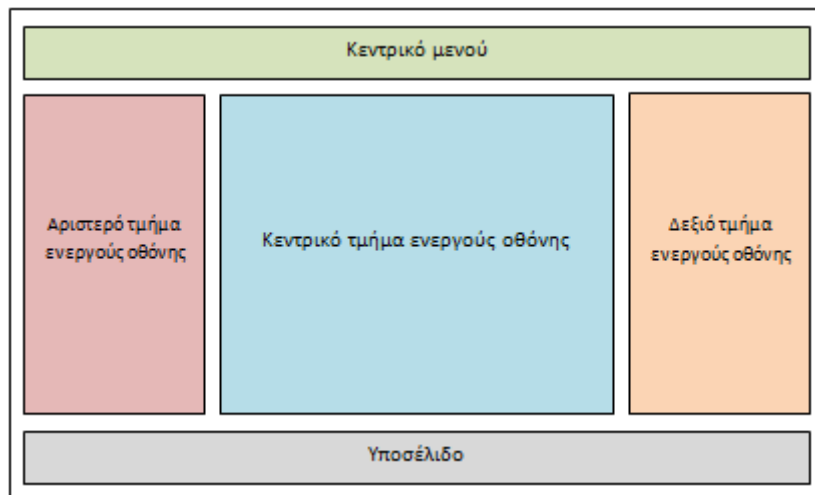 Κεντρικό μενού
Αριστερό τμήμα
ενεργούς οθόνης
Κεντρικό τμήμα ενεργούς οθόνης
Δεξιό τμήμα
ενεργούς οθόνης
Υποσέλιδο